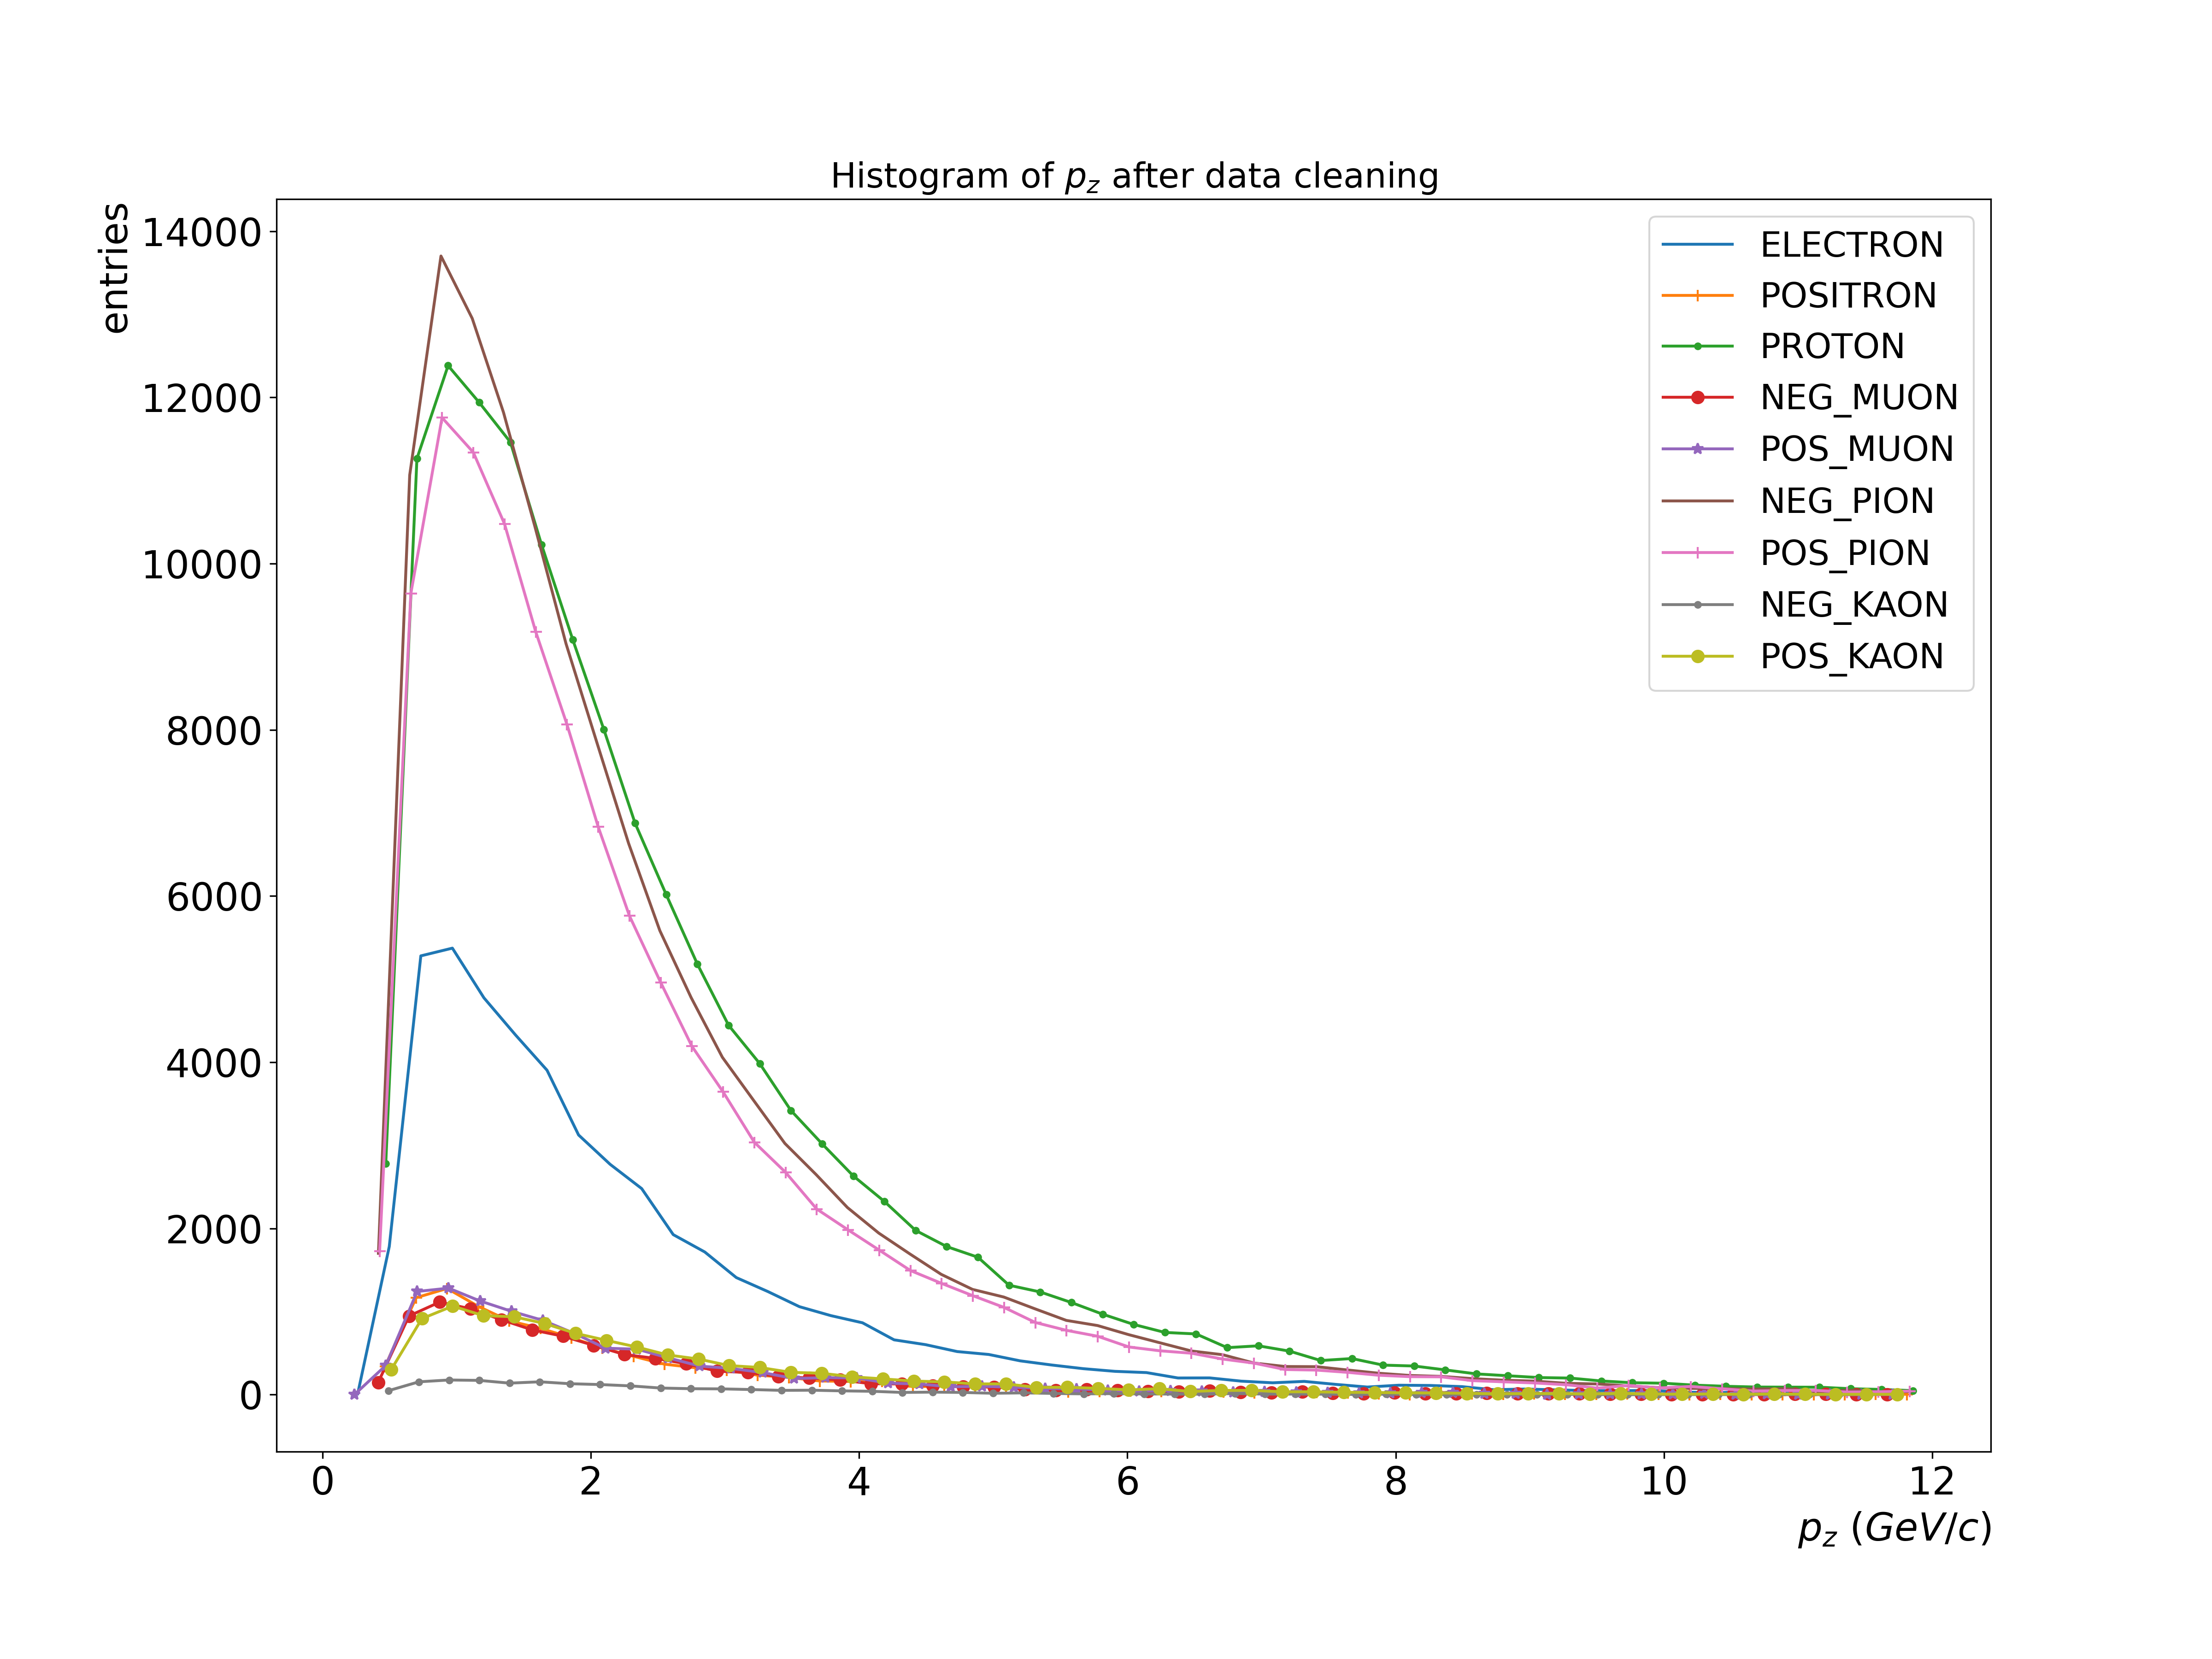 Histogram of p_z after data cleaning
entries
14000
12000
10000
8000
6000
4000
2000
0
0 2 4 6 8 10 12
p_z (GeV/c)
ELECTRON
POSITRON
PROTON
NEG_MUON
POS_MUON
NEG_PION
POS_PION
NEG_KAON
POS_KAON